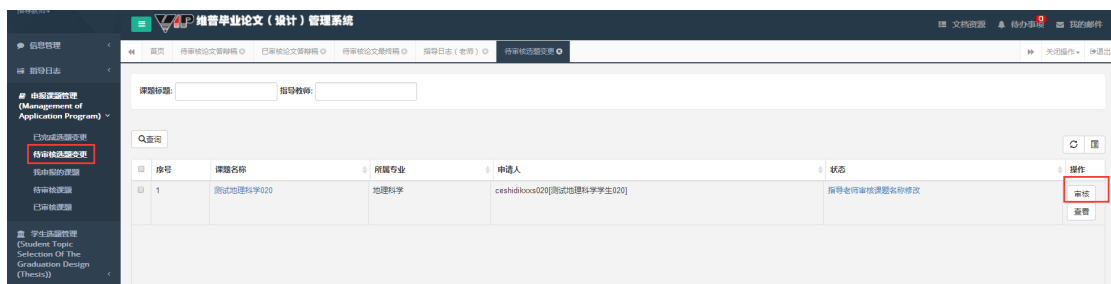 维普毕业论文（设计）管理系统
文档资源 待办事项 0 我的邮件
信息管理
首页 待审核论文答辩稿 已审核论文答辩稿 待审核论文最终稿 指导日志（老师） 待审核选题变更 关闭操作 退出
指导日志
申报课题管理
(Management of
Application Program)
已完成选题变更
待审核选题变更
我申报的课题
待审核课题
已审核课题
学生选题管理
(Student Topic
Selection Of The
Graduation Design
(Thesis))
课题标题: 指导教师:
查询
序号 课题名称 所属专业 申请人 状态 操作
1 测试地理科学020 地理科学 ceshidikxxs020[测试地理科学学生020] 指导老师审核课题名称修改 审核
查看